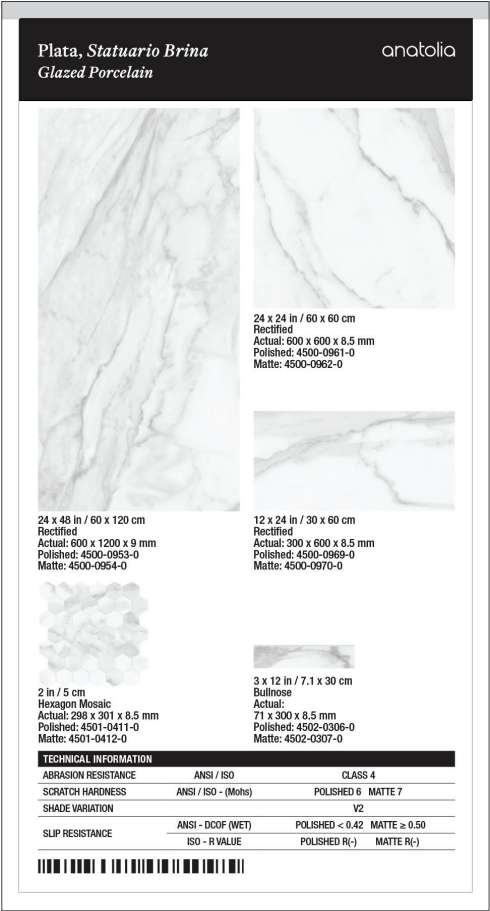 Plata, Statuario Brina
Glazed Porcelain
anatolia
24 x 24 in / 60 x 60 cm
Rectified
Actual: 600 x 600 x 8.5 mm
Polished: 4500-0961-0
Matte: 4500-0962-0
24 x 48 in / 60 x 120 cm
Rectified
Actual: 600 x 1200 x 9 mm
Polished: 4500-0953-0
Matte: 4500-0954-0
12 x 24 in / 30 x 60 cm
Rectified
Actual: 300 x 600 x 8.5 mm
Polished: 4500-0969-0
Matte: 4500-0970-0
2 in / 5 cm
Hexagon Mosaic
Actual: 298 x 301 x 8.5 mm
Polished: 4501-0411-0
Matte: 4501-0412-0
3 x 12 in / 7.1 x 30 cm
Bullnose
Actual:
71 x 300 x 8.5 mm
Polished: 4502-0306-0
Matte: 4502-0307-0
TECHNICAL INFORMATION
ABRASION RESISTANCE ANSI / ISO CLASS 4
SCRATCH HARDNESS ANSI / ISO - (Mohs) POLISHED 6 MATTE 7
SHADE VARIATION V2
SLIP RESISTANCE ANSI - DCOF (WET) POLISHED < 0.42 MATTE ≥ 0.50
ISO - R VALUE POLISHED R(-) MATTE R(-)